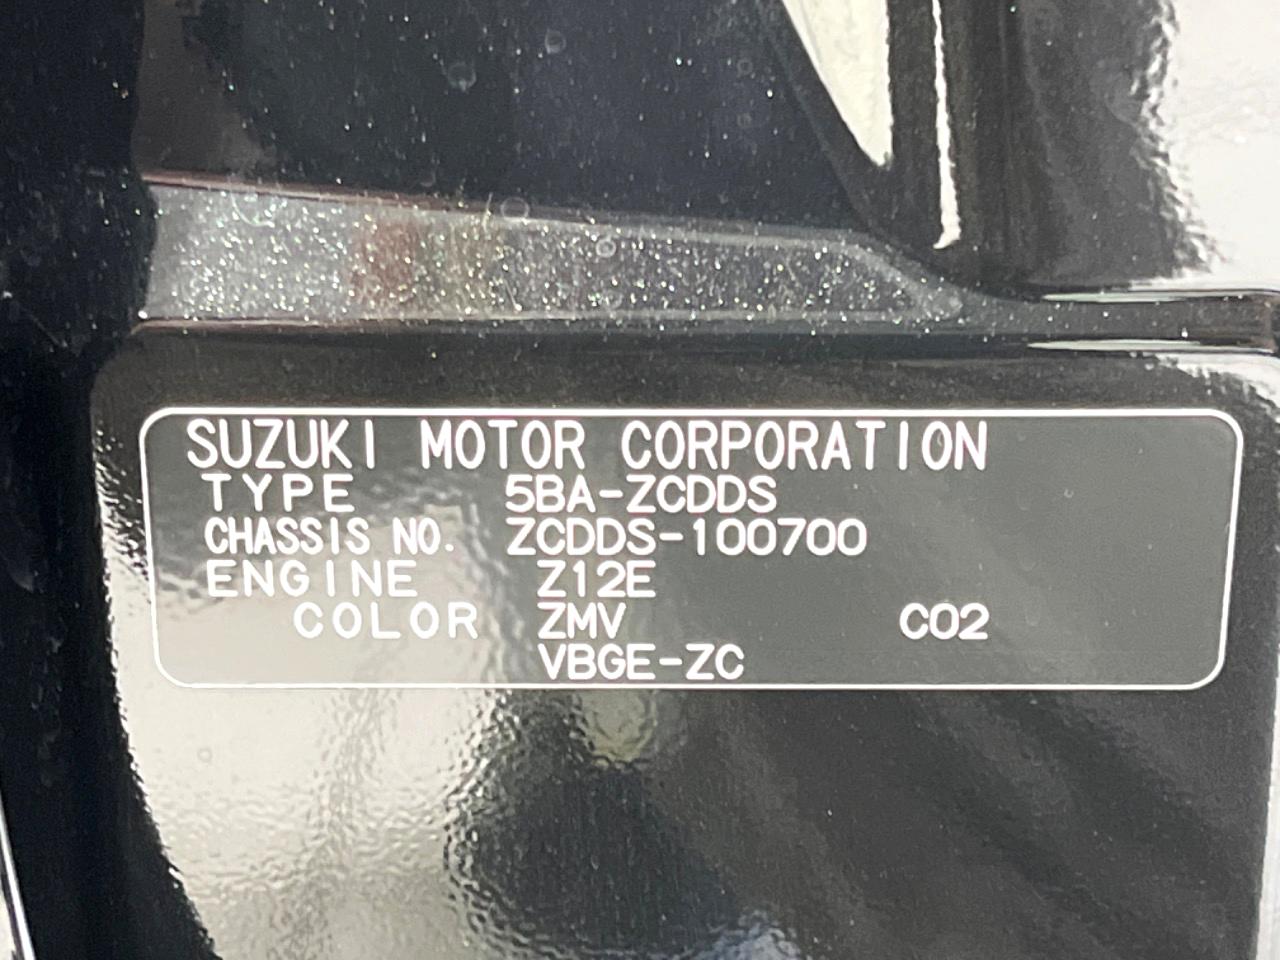 SUZUKI MOTOR CORPORATION
TYPE 5BA-ZCDDS
CHASSIS NO. ZCDDS-100700
ENGINE Z12E
COLOR ZMV C02
VBGE-ZC